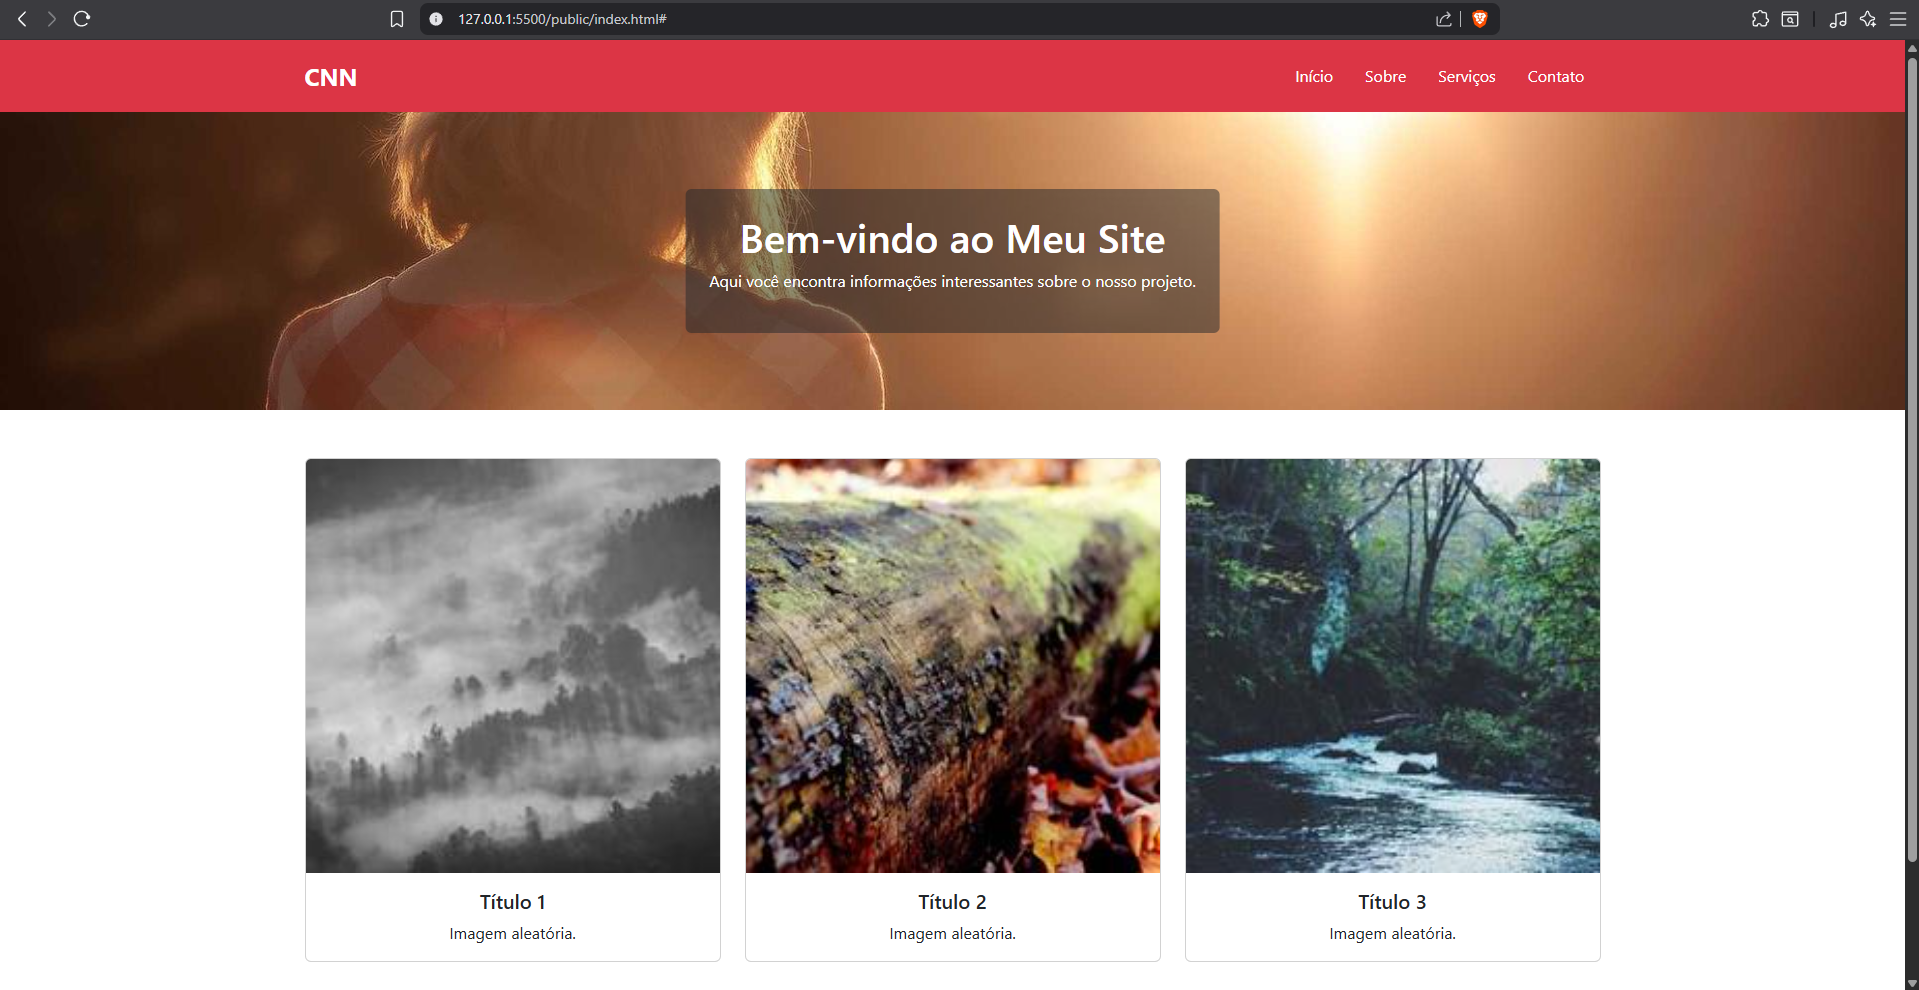 127.0.0.1:5500/public/index.html#
CNN
Início
Sobre
Serviços
Contato
Bem-vindo ao Meu Site
Aqui você encontra informações interessantes sobre o nosso projeto.
Título 1
Imagem aleatória.
Título 2
Imagem aleatória.
Título 3
Imagem aleatória.